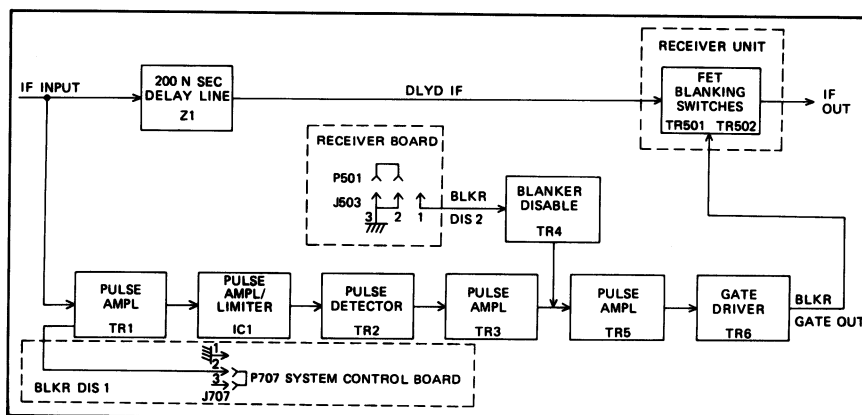 RECEIVER UNIT
IF INPUT
200 N SEC
DELAY LINE
Z1
DLYD IF
FET
BLANKING
SWITCHES
TR501 TR502
IF
OUT
RECEIVER BOARD
P501
J503
3 2 1
BLKR
DIS 2
BLANKER
DISABLE
TR4
PULSE
AMPL
TR1
PULSE
AMPL/
LIMITER
IC1
PULSE
DETECTOR
TR2
PULSE
AMPL
TR3
PULSE
AMPL
TR5
GATE
DRIVER
TR6
BLKR
GATE OUT
1
2
3
P707 SYSTEM CONTROL BOARD
J707
BLKR DIS 1